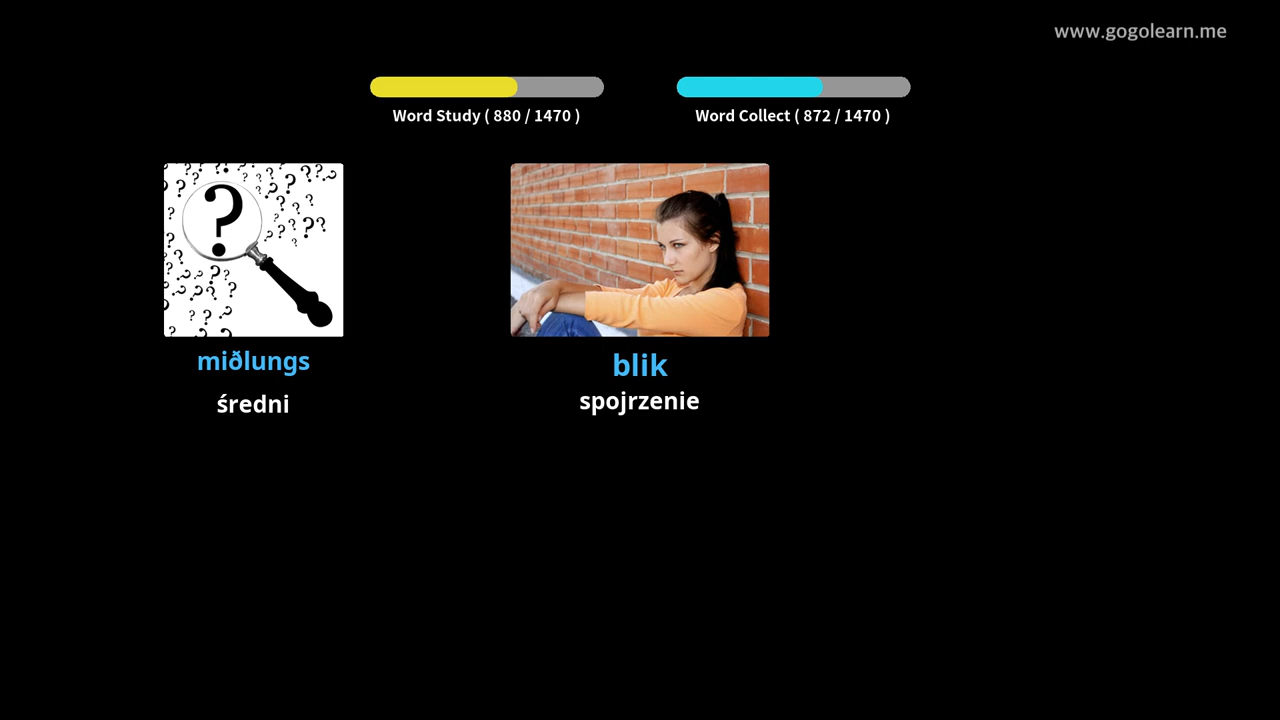 www.gogolearn.me
Word Study ( 880 / 1470 )
Word Collect ( 872 / 1470 )
miðlungs
średni
blik
spojrzenie